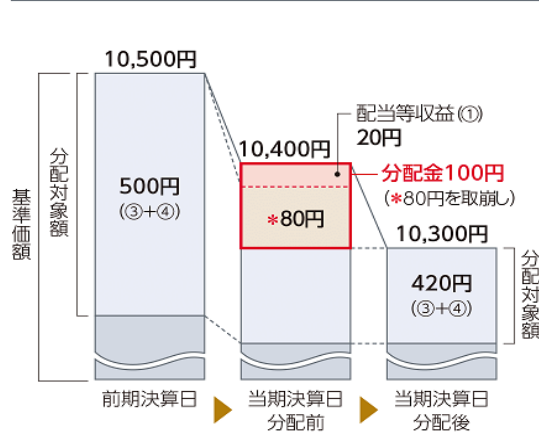 10,500円
配当等収益(①)
20円
10,400円
分配金100円
(*80円を取崩し)
基準価額
分配対象額
500円
(③+④)
*80円
10,300円
420円
(③+④)
分配対象額
前期決算日
当期決算日
分配前
当期決算日
分配後